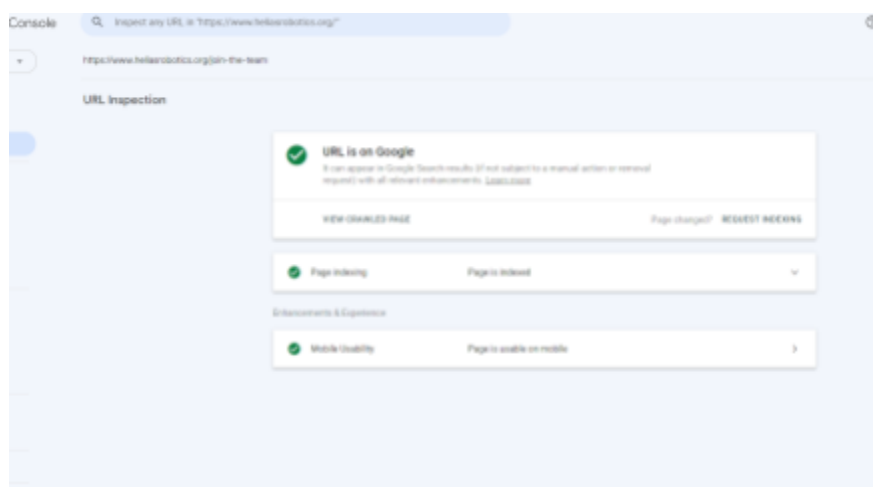 Console
Inspect any URL in "https://www.heliasrobotics.org/"
https://www.heliasrobotics.org/join-the-team
URL Inspection
URL is on Google
It can appear in Google Search results (if not subject to a manual action or removal
request) with all relevant enhancements. Learn more
VIEW CRAWLED PAGE
Page changed? REQUEST INDEXING
Page indexing Page is indexed
Enhancements & Experience
Mobile Usability Page is usable on mobile